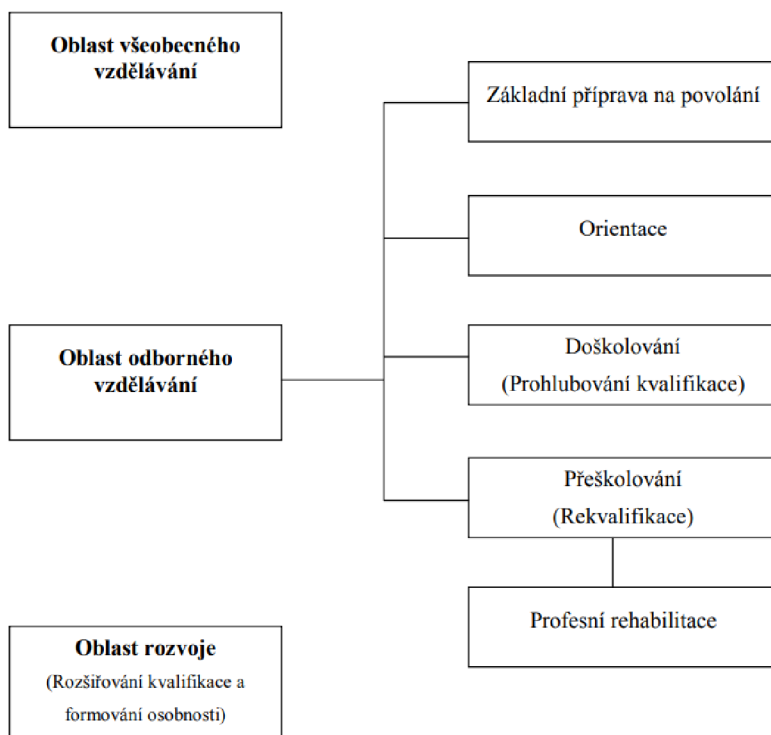 Oblast všeobecného
vzdělávání
Základní příprava na povolání
Orientace
Oblast odborného
vzdělávání
Doškolování
(Prohlubování kvalifikace)
Přeškolování
(Rekvalifikace)
Profesní rehabilitace
Oblast rozvoje
(Rozšiřování kvalifikace a
formování osobnosti)